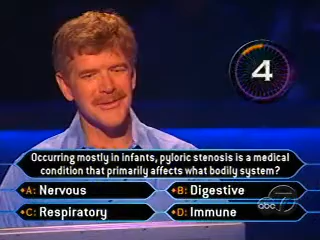 4
Occurring mostly in infants, pyloric stenosis is a medical
condition that primarily affects what bodily system?
A: Nervous
B: Digestive
C: Respiratory
D: Immune
abc 7